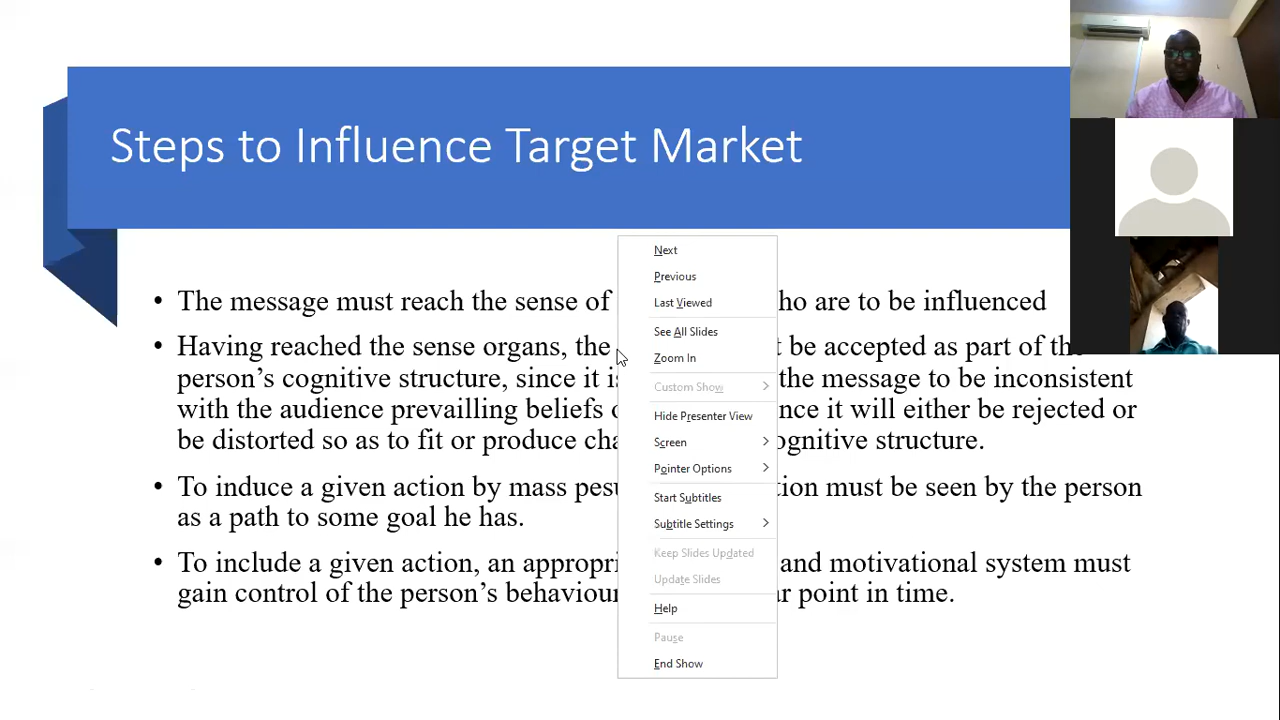 Steps to Influence Target Market
• The message must reach the sense of ho are to be influenced
• Having reached the sense organs, the t be accepted as part of the
person's cognitive structure, since it is the message to be inconsistent
with the audience prevailling beliefs o nce it will either be rejected or
be distorted so as to fit or produce cha ognitive structure.
• To induce a given action by mass pesu tion must be seen by the person
as a path to some goal he has.
• To include a given action, an appropri and motivational system must
gain control of the person's behaviour ar point in time.
Next
Previous
Last Viewed
See All Slides
Zoom In
Custom Show
Hide Presenter View
Screen
Pointer Options
Start Subtitles
Subtitle Settings
Keep Slides Updated
Update Slides
Help
Pause
End Show